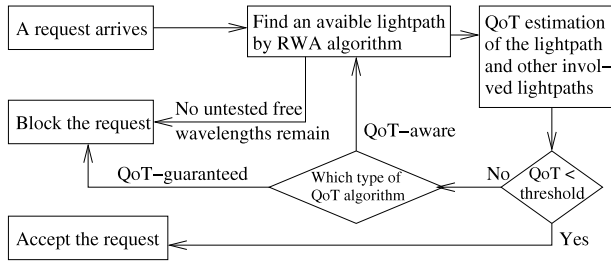 A request arrives
Find an avaible lightpath
by RWA algorithm
QoT estimation
of the lightpath
and other invol-
ved lightpaths
No untested free
wavelengths remain
Block the request
QoT-aware
QoT-guaranteed
Which type of
QoT algorithm
No
QoT <
threshold
Yes
Accept the request